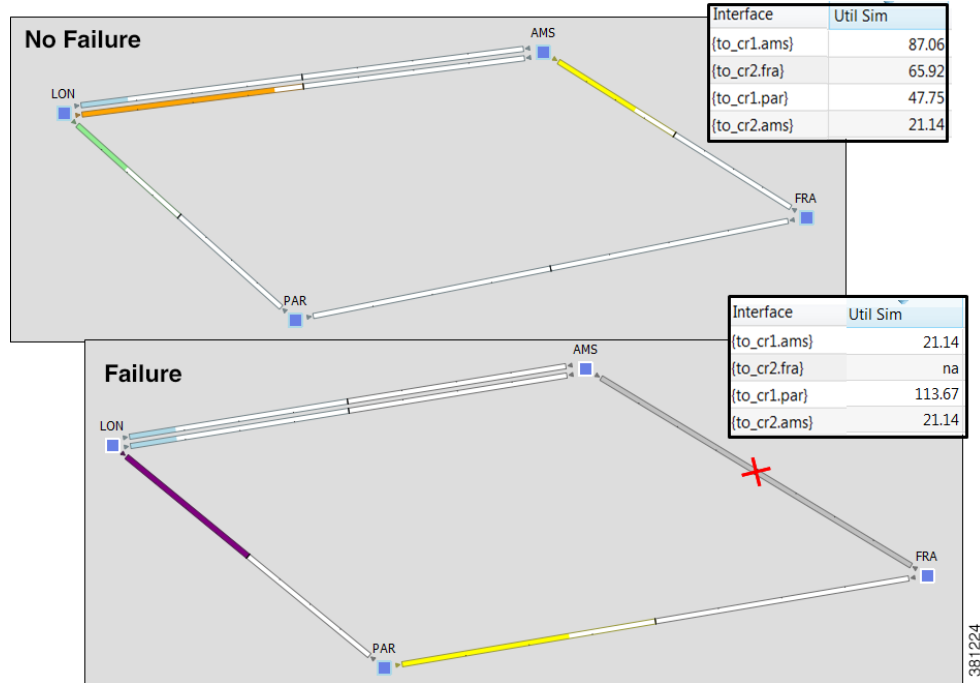 No Failure
AMS
LON
FRA
PAR
Interface Util Sim
{to_cr1.ams} 87.06
{to_cr2.fra} 65.92
{to_cr1.par} 47.75
{to_cr2.ams} 21.14
Failure
AMS
LON
FRA
PAR
Interface Util Sim
{to_cr1.ams} 21.14
{to_cr2.fra} na
{to_cr1.par} 113.67
{to_cr2.ams} 21.14
381224